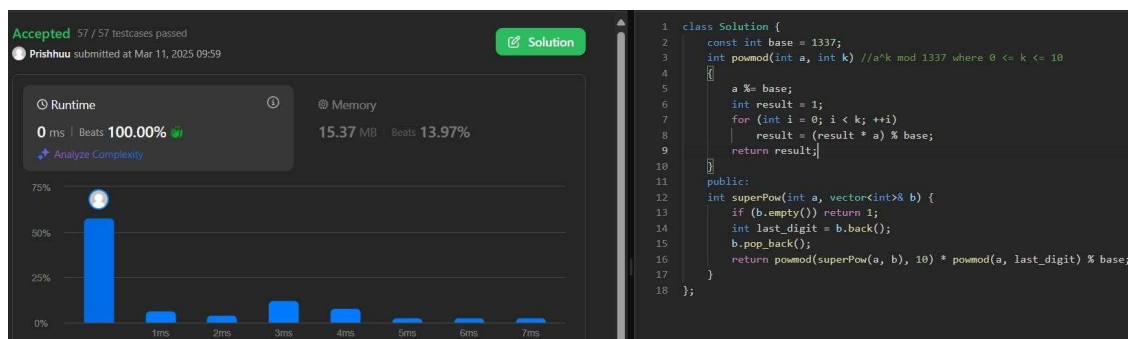 Accepted 57 / 57 testcases passed
Prishhuu submitted at Mar 11, 2025 09:59
Solution
Runtime
0 ms | Beats 100.00%
Analyze Complexity
Memory
15.37 MB | Beats 13.97%
75%
50%
25%
0%
1ms 2ms 3ms 4ms 5ms 6ms 7ms
1 class Solution {
2 const int base = 1337;
3 int powmod(int a, int k) //a^k mod 1337 where 0 <= k <= 10
4 {
5 a %= base;
6 int result = 1;
7 for (int i = 0; i < k; ++i)
8 result = (result * a) % base;
9 return result;
10 }
11 public:
12 int superPow(int a, vector<int>& b) {
13 if (b.empty()) return 1;
14 int last_digit = b.back();
15 b.pop_back();
16 return powmod(superPow(a, b), 10) * powmod(a, last_digit) % base;
17 }
18 };